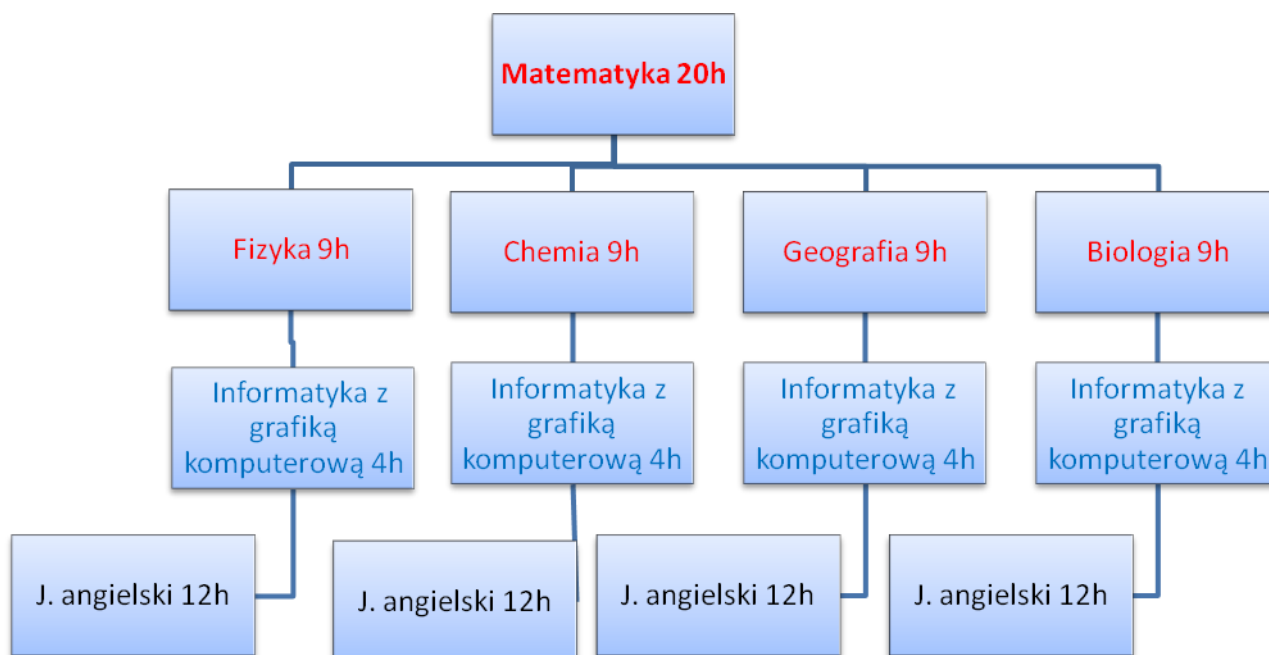 Matematyka 20h
Fizyka 9h
Chemia 9h
Geografia 9h
Biologia 9h
Informatyka z
grafiką
komputerową 4h
Informatyka z
grafiką
komputerową 4h
Informatyka z
grafiką
komputerową 4h
Informatyka z
grafiką
komputerową 4h
J. angielski 12h
J. angielski 12h
J. angielski 12h
J. angielski 12h